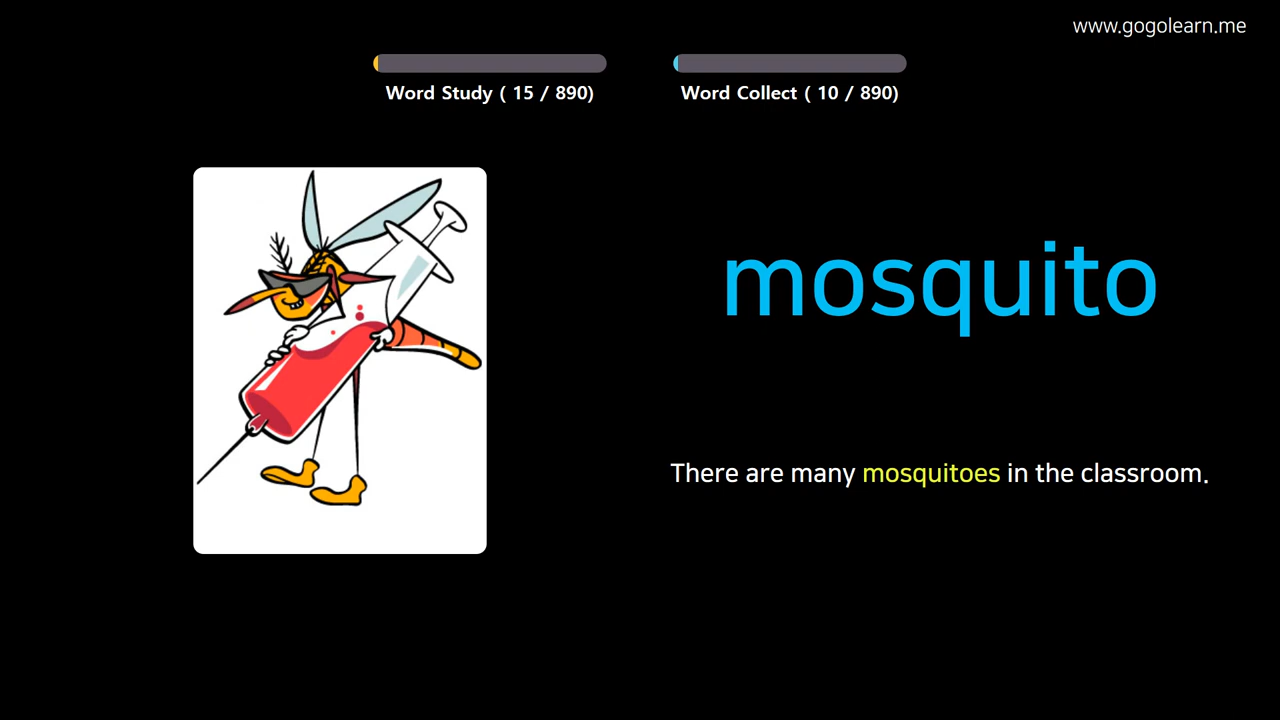 www.gogolearn.me
Word Study ( 15 / 890)
Word Collect ( 10 / 890)
mosquito
There are many mosquitoes in the classroom.